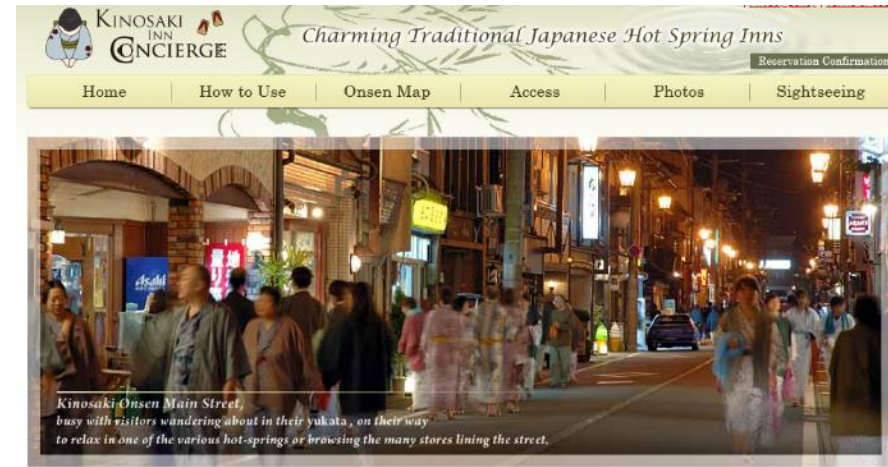 KINOSAKI
INN
CONCIERGE
Charming Traditional Japanese Hot Spring Inns
Reservation Confirmation
Home
How to Use
Onsen Map
Access
Photos
Sightseeing
Asahi
Kinosaki Onsen Main Street,
busy with visitors wandering about in their yukata , on their way
to relax in one of the various hot-springs or browsing the many stores lining the street.